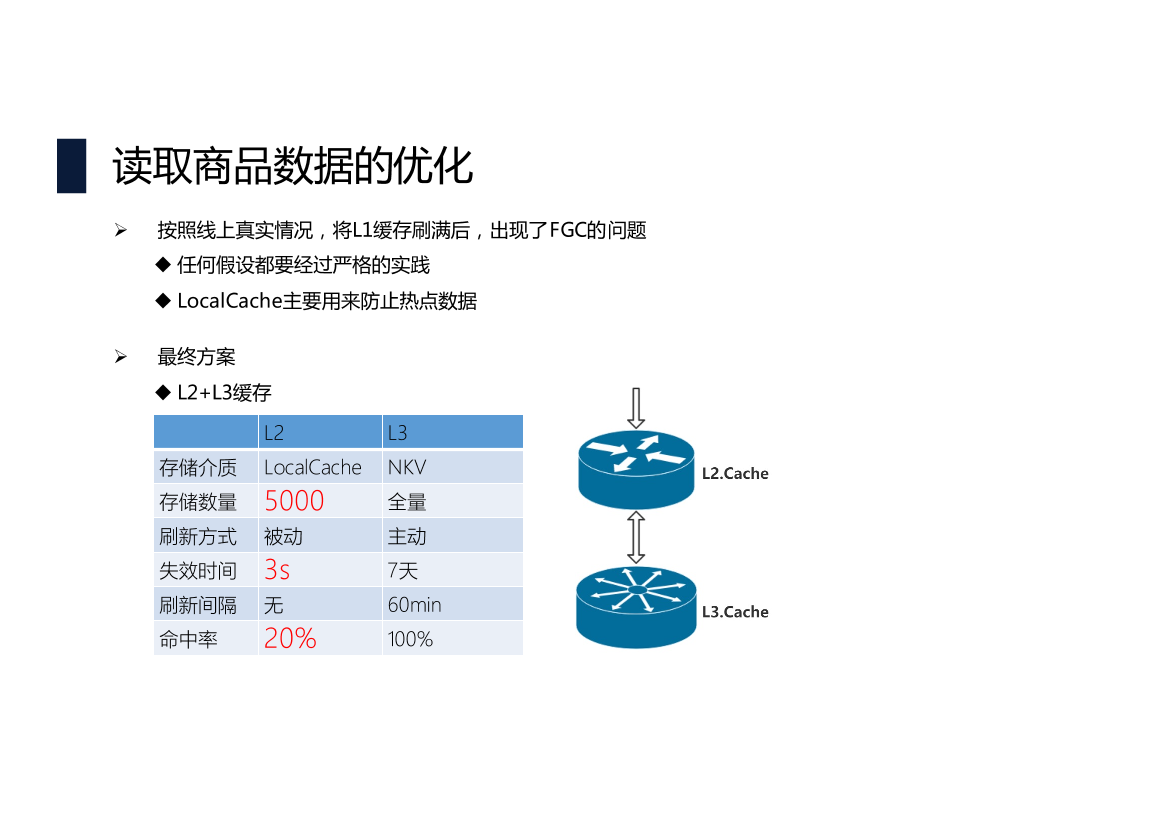 读取商品数据的优化
➢ 按照线上真实情况，将L1缓存刷满后，出现了FGC的问题
◆ 任何假设都要经过严格的实践
◆ LocalCache主要用来防止热点数据
➢ 最终方案
◆ L2+L3缓存
L2 L3
存储介质 LocalCache NKV
存储数量 5000 全量
刷新方式 被动 主动
失效时间 3s 7天
刷新间隔 无 60min
命中率 20% 100%
L2.Cache
L3.Cache